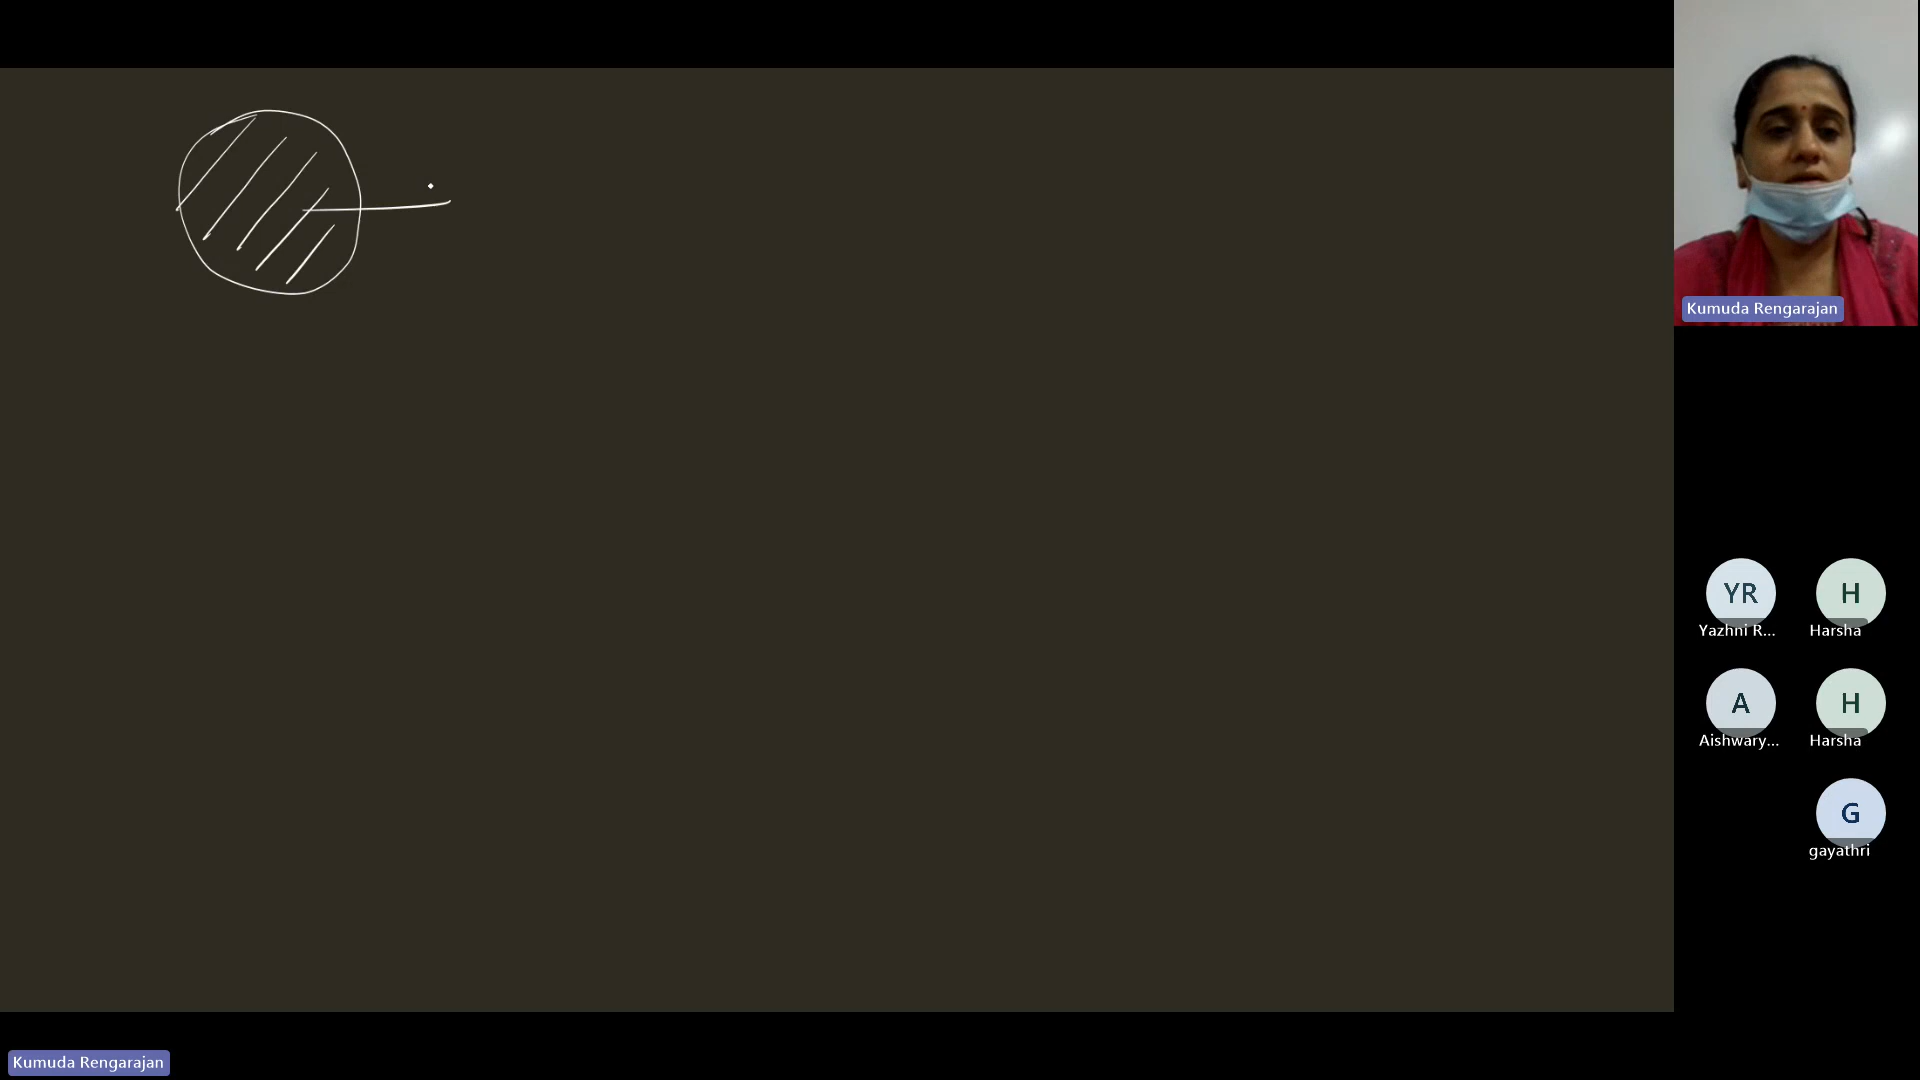 Kumuda Rengarajan
YR
H
Yazhni R...
Harsha
A
H
Aishwary...
Harsha
G
gayathri
Kumuda Rengarajan